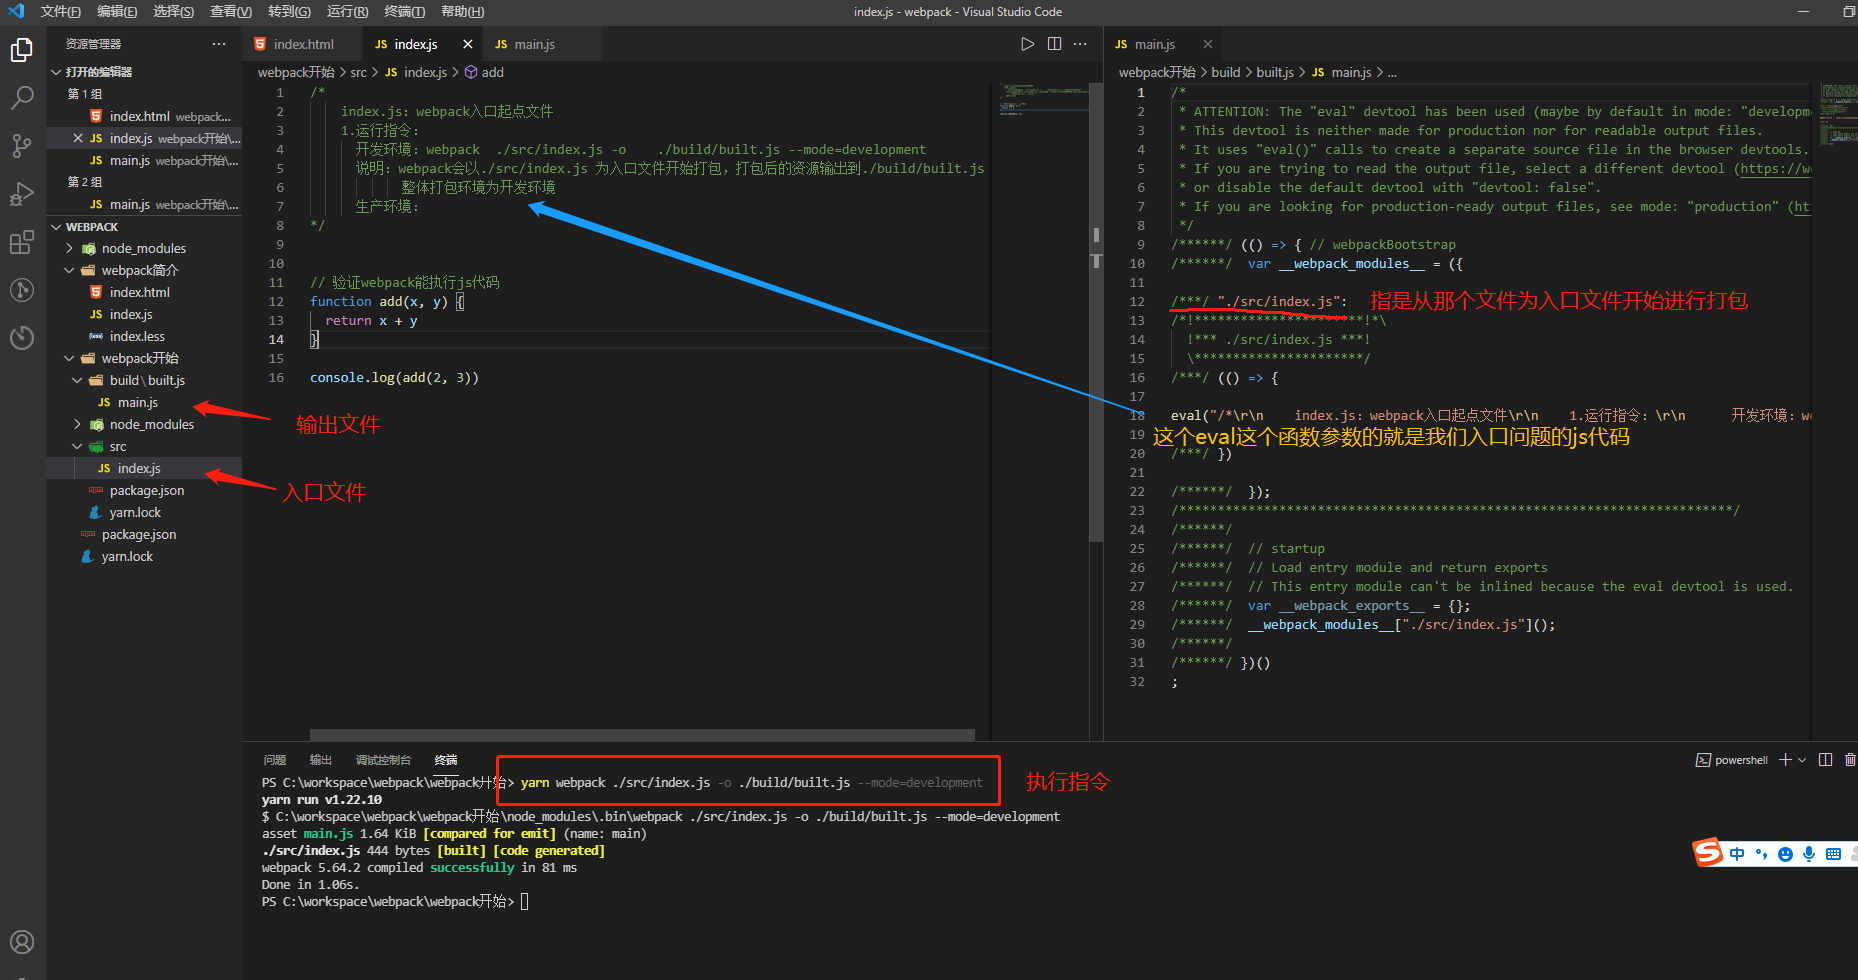 文件(F) 编辑(E) 选择(S) 查看(V) 转到(G) 运行(R) 终端(T) 帮助(H) index.js - webpack - Visual Studio Code
资源管理器
打开的编辑器
第 1 组
index.html webpack...
index.js webpack开始\...
main.js webpack开始\...
第 2 组
main.js webpack开始\...
WEBPACK
node_modules
webpack简介
index.html
index.js
index.less
webpack开始
build \ built.js
main.js
node_modules
src
index.js
package.json
yarn.lock
package.json
yarn.lock
输出文件
入口文件
index.html index.js main.js
webpack开始 > src > JS index.js > add
1 /*
2 index.js: webpack入口起点文件
3 1.运行指令:
4 开发环境: webpack ./src/index.js -o ./build/built.js --mode=development
5 说明: webpack会以./src/index.js 为入口文件开始打包, 打包后的资源输出到./build/built.js
6 整体打包环境为开发环境
7 生产环境:
8 */
9
10
11 // 验证webpack能执行js代码
12 function add(x, y) {
13 return x + y
14 }
15
16 console.log(add(2, 3))
main.js
webpack开始 > build > built.js > JS main.js > ...
1 /*
2 * ATTENTION: The "eval" devtool has been used (maybe by default in mode: "developme
3 * This devtool is neither made for production nor for readable output files.
4 * It uses "eval()" calls to create a separate source file in the browser devtools.
5 * If you are trying to read the output file, select a different devtool (https://we
6 * or disable the default devtool with "devtool: false".
7 * If you are looking for production-ready output files, see mode: "production" (htt
8 */
9 /******/ (() => { // webpackBootstrap
10 /******/ var __webpack_modules__ = ({
11
12 /***/ "./src/index.js": 指是从那个文件为入口文件开始进行打包
13 /*!**********************!*\
14 !*** ./src/index.js ***!
15 \**********************/
16 /***/ (() => {
17
18 eval("/*\r\n index.js: webpack入口起点文件\r\n 1.运行指令: \r\n 开发环境: we
19 这个eval这个函数参数的就是我们入口问题的js代码
20 /***/ })
21
22 /******/ });
23 /************************************************************************/
24 /******/
25 /******/ // startup
26 /******/ // Load entry module and return exports
27 /******/ // This entry module can't be inlined because the eval devtool is used.
28 /******/ var __webpack_exports__ = {};
29 /******/ __webpack_modules__["./src/index.js"]();
30 /******/
31 /******/ })()
32 ;
问题 输出 调试控制台 终端 powershell
PS C:\workspace\webpack\webpack开始> yarn webpack ./src/index.js -o ./build/built.js --mode=development 执行指令
yarn run v1.22.10
$ C:\workspace\webpack\webpack开始\node_modules\.bin\webpack ./src/index.js -o ./build/built.js --mode=development
asset main.js 1.64 KiB [compared for emit] (name: main)
./src/index.js 444 bytes [built] [code generated]
webpack 5.64.2 compiled successfully in 81 ms
Done in 1.06s.
PS C:\workspace\webpack\webpack开始>
中